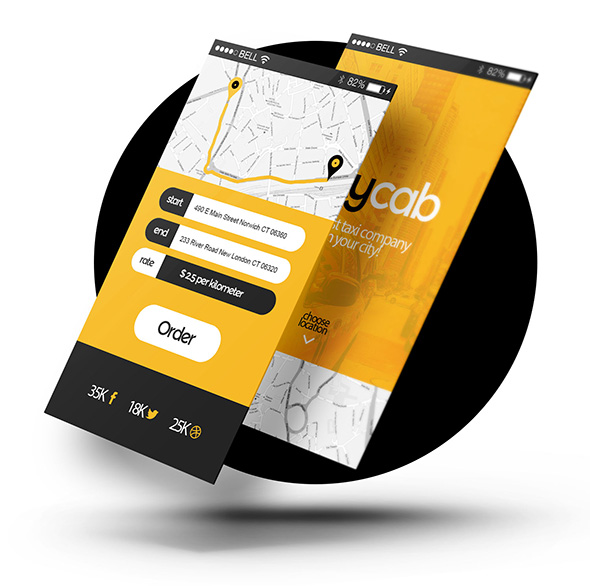 BELL
82%
start 490 E Main Street Norwich CT 06360
end 233 River Road New London CT 06320
rate $ 2.5 per kilometer
Order
35K 18K 25K
BELL
82%
ycab
t taxi company
n your city!
choose
location